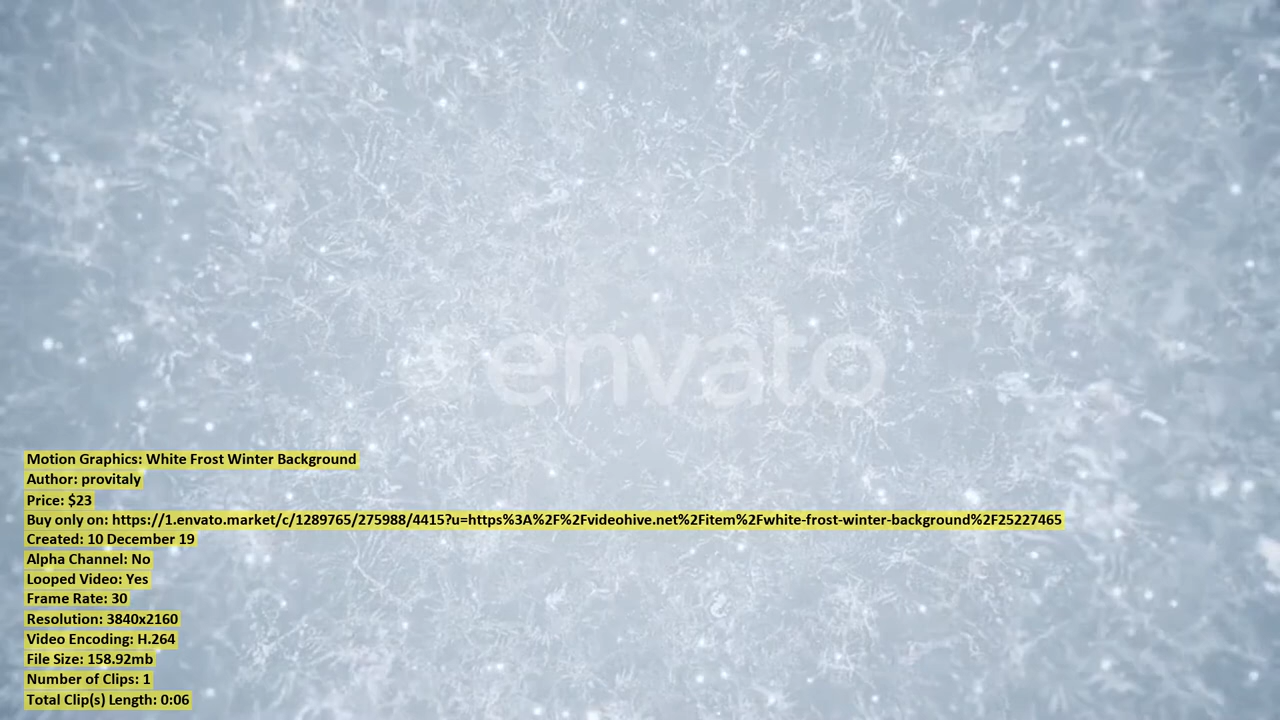 envato
Motion Graphics: White Frost Winter Background
Author: provitaly
Price: $23
Buy only on: https://1.envato.market/c/1289765/275988/4415?u=https%3A%2F%2Fvideohive.net%2Fitem%2Fwhite-frost-winter-background%2F25227465
Created: 10 December 19
Alpha Channel: No
Looped Video: Yes
Frame Rate: 30
Resolution: 3840x2160
Video Encoding: H.264
File Size: 158.92mb
Number of Clips: 1
Total Clip(s) Length: 0:06